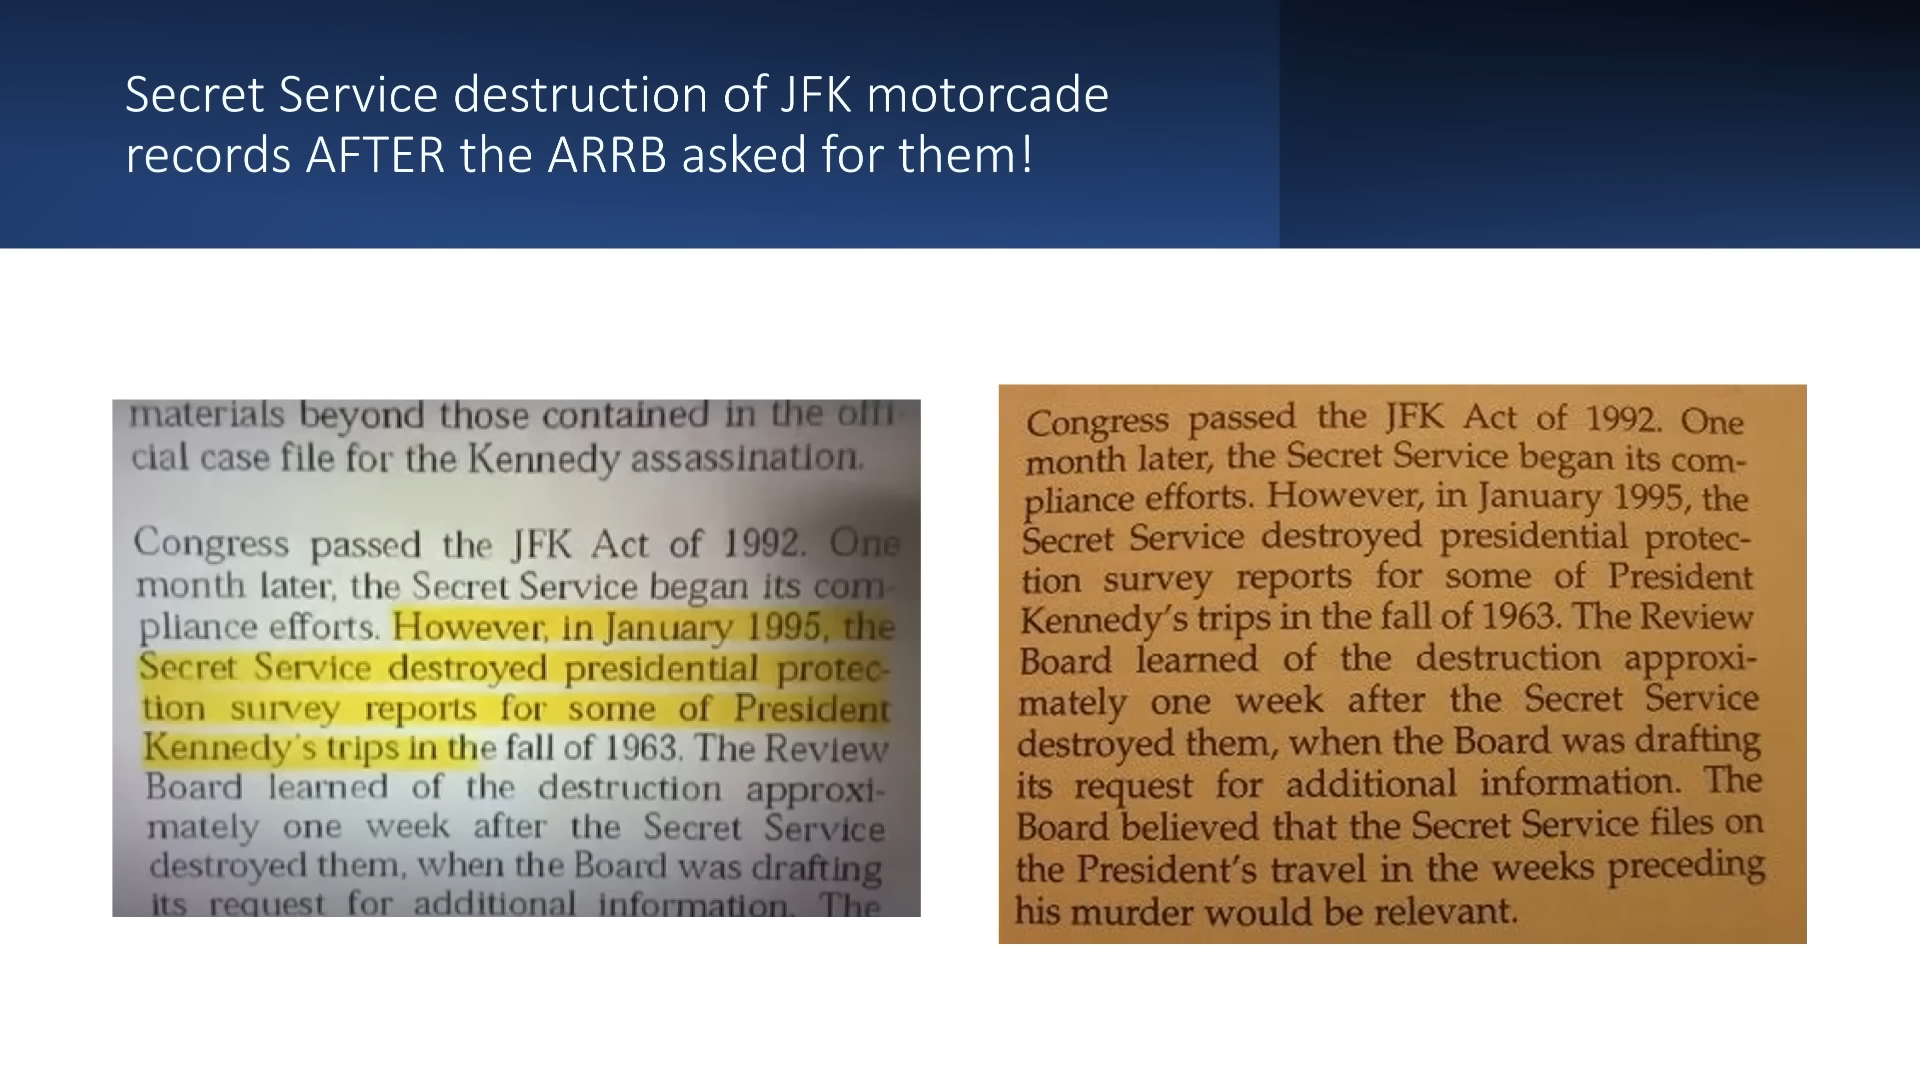 Secret Service destruction of JFK motorcade
records AFTER the ARRB asked for them!
materials beyond those contained in the offi-
cial case file for the Kennedy assassination.
Congress passed the JFK Act of 1992. One
month later, the Secret Service began its com-
pliance efforts. However, in January 1995, the
Secret Service destroyed presidential protec-
tion survey reports for some of President
Kennedy's trips in the fall of 1963. The Review
Board learned of the destruction approxi-
mately one week after the Secret Service
destroyed them, when the Board was drafting
its request for additional information. The
Congress passed the JFK Act of 1992. One
month later, the Secret Service began its com-
pliance efforts. However, in January 1995, the
Secret Service destroyed presidential protec-
tion survey reports for some of President
Kennedy's trips in the fall of 1963. The Review
Board learned of the destruction approxi-
mately one week after the Secret Service
destroyed them, when the Board was drafting
its request for additional information. The
Board believed that the Secret Service files on
the President's travel in the weeks preceding
his murder would be relevant.